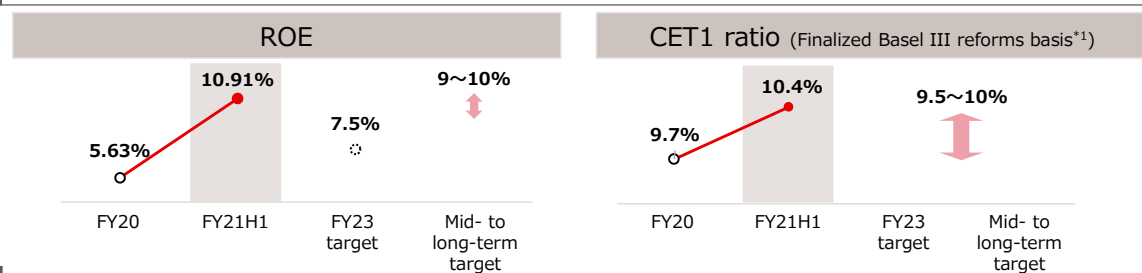 ROE
10.91%
9～10%
7.5%
5.63%
FY20
FY21H1
FY23
target
Mid- to
long-term
target
CET1 ratio (Finalized Basel III reforms basis*1)
10.4%
9.5～10%
9.7%
FY20
FY21H1
FY23
target
Mid- to
long-term
target